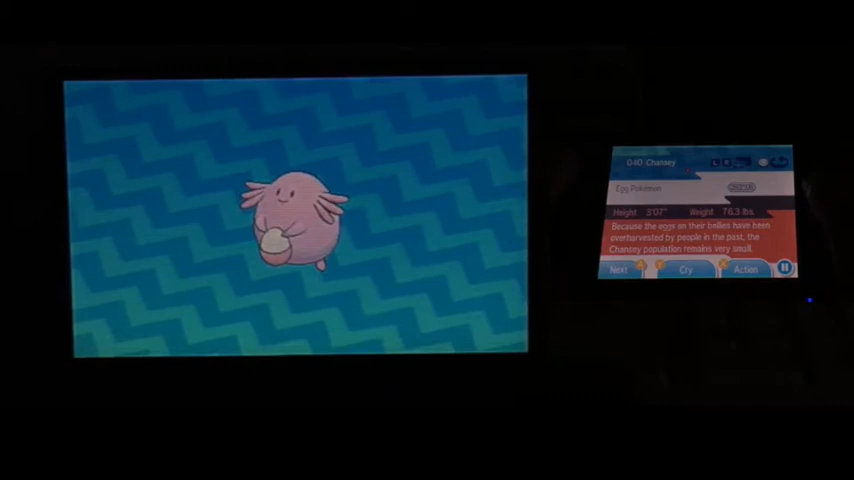 040 Chansey
Egg Pokémon
Height 3'07" Weight 76.3 lbs.
Because the eggs on their bellies have been
overharvested by people in the past, the
Chansey population remains very small.
Next Cry Action